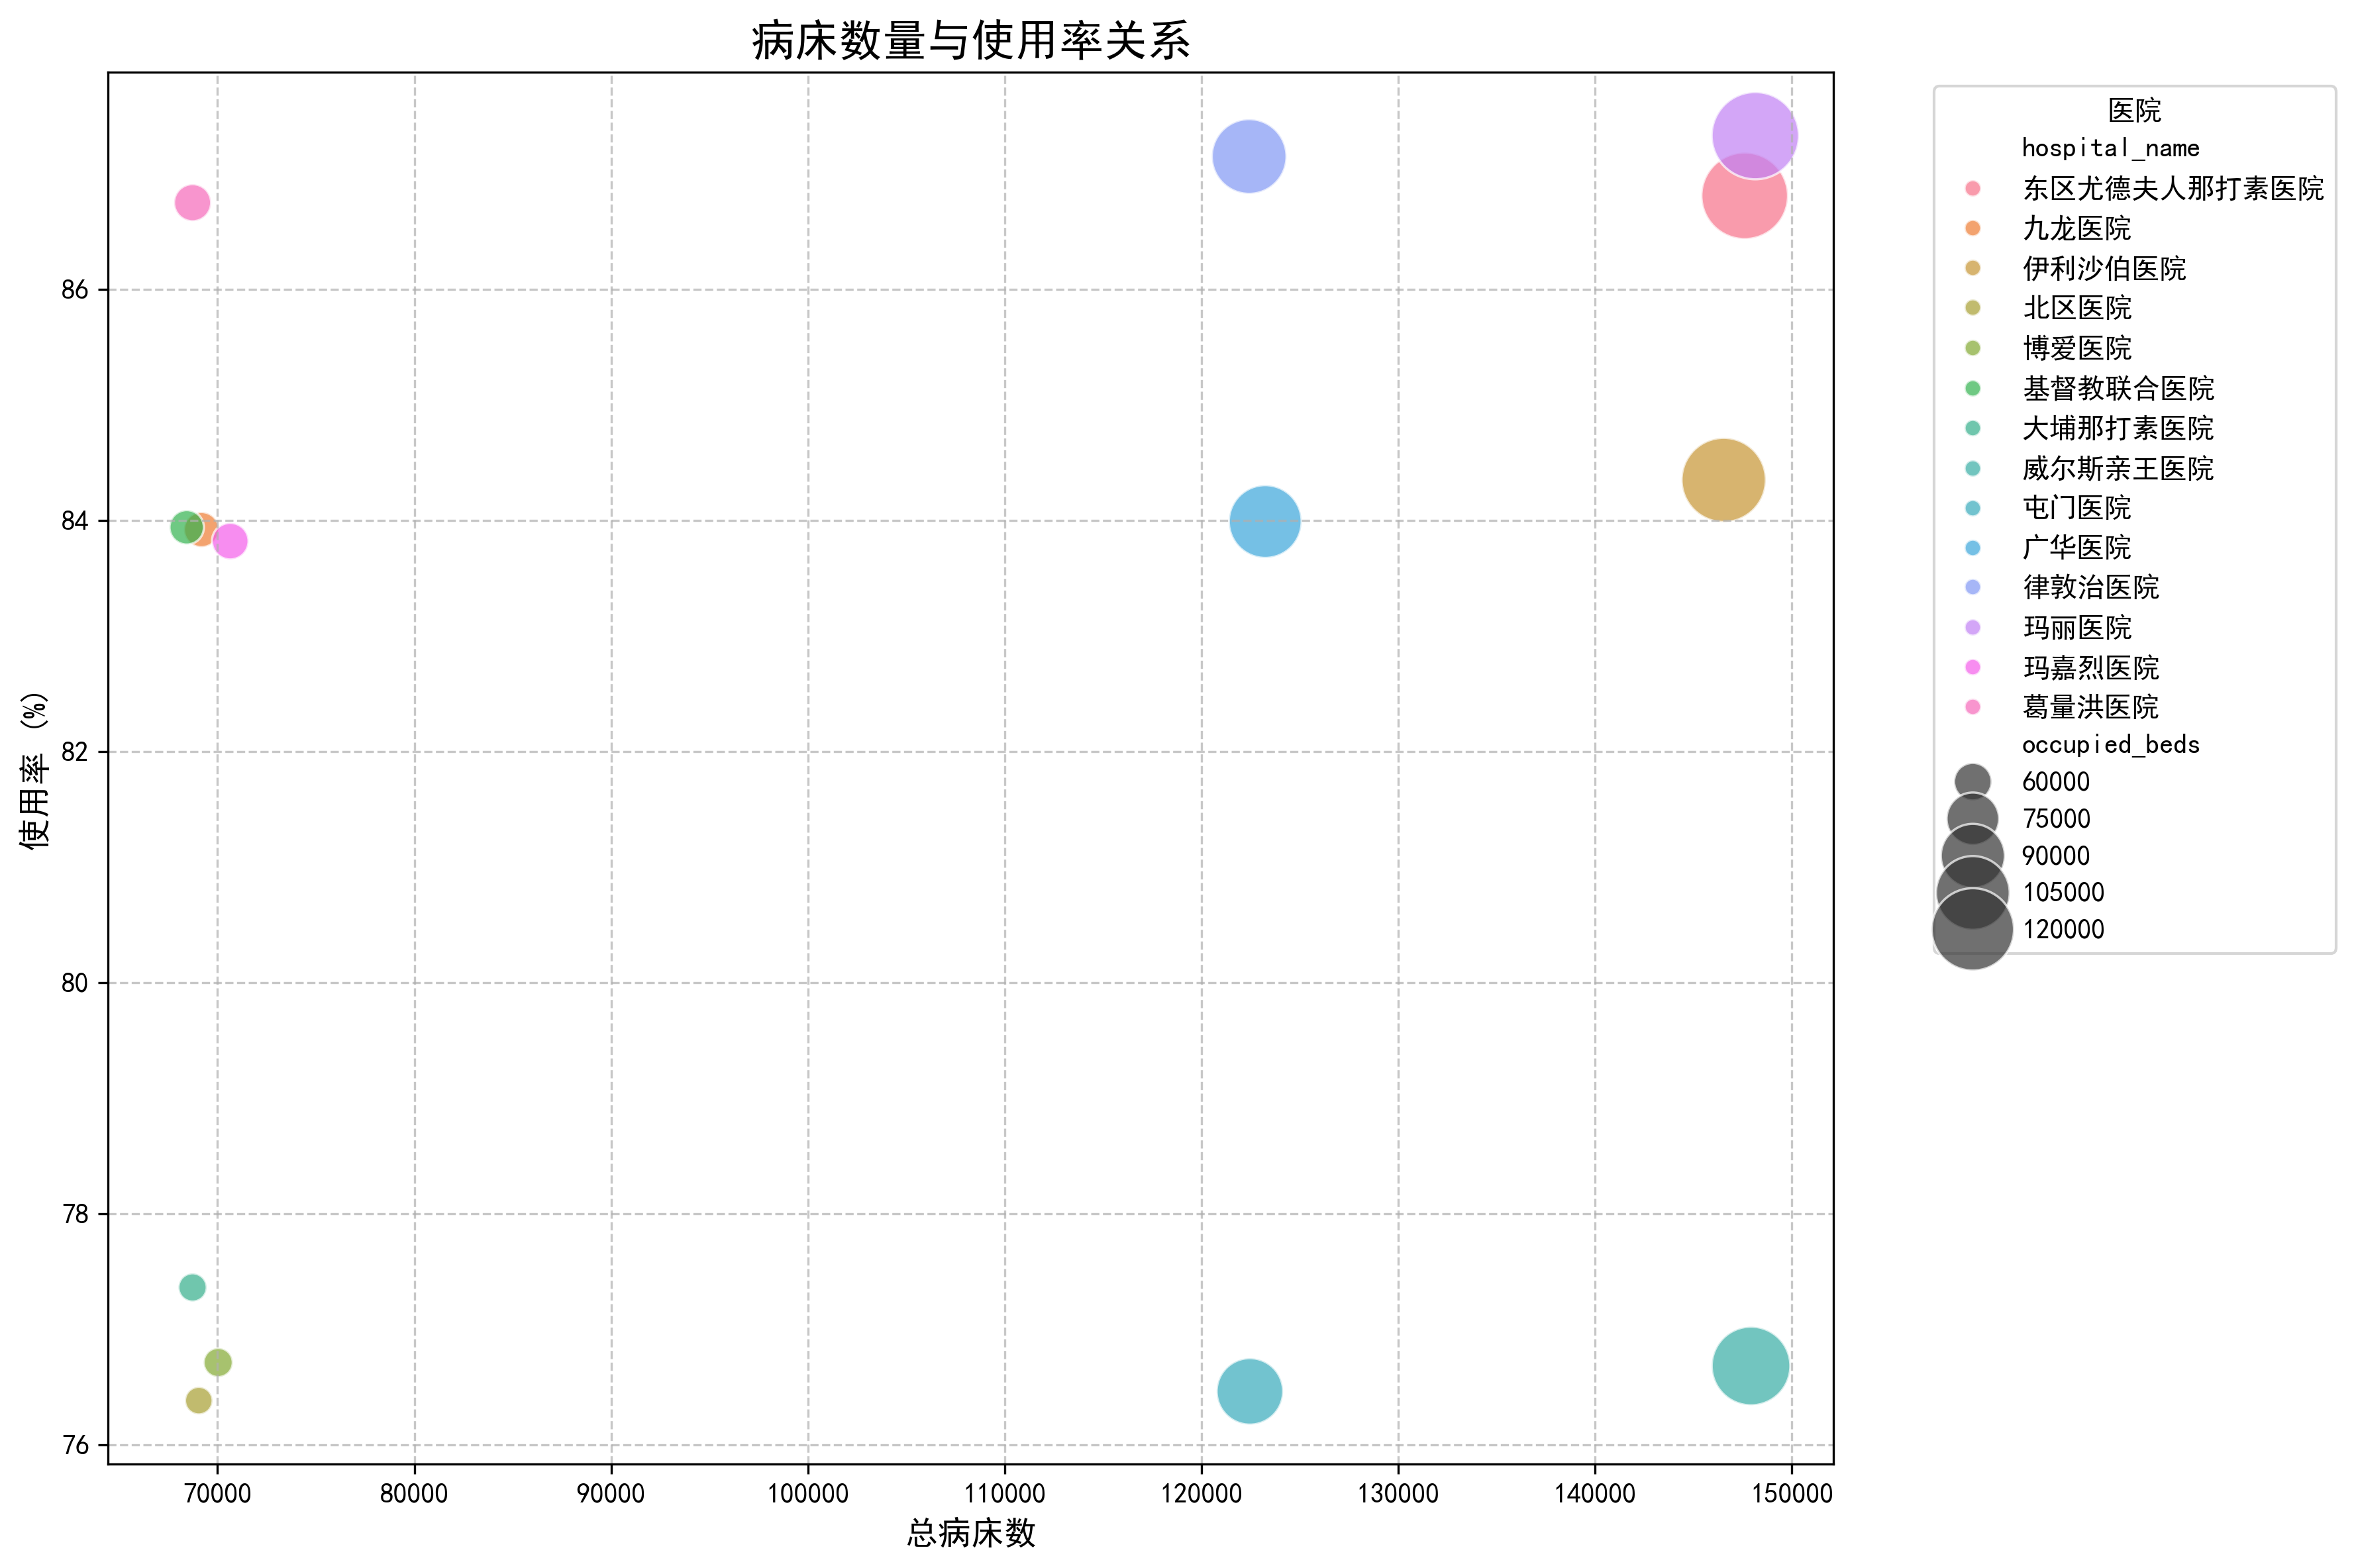 病床数量与使用率关系
使用率 (%)
86
84
82
80
78
76
70000
80000
90000
100000
110000
120000
130000
140000
150000
总病床数
医院
hospital_name
东区尤德夫人那打素医院
九龙医院
伊利沙伯医院
北区医院
博爱医院
基督教联合医院
大埔那打素医院
威尔斯亲王医院
屯门医院
广华医院
律敦治医院
玛丽医院
玛嘉烈医院
葛量洪医院
occupied_beds
60000
75000
90000
105000
120000